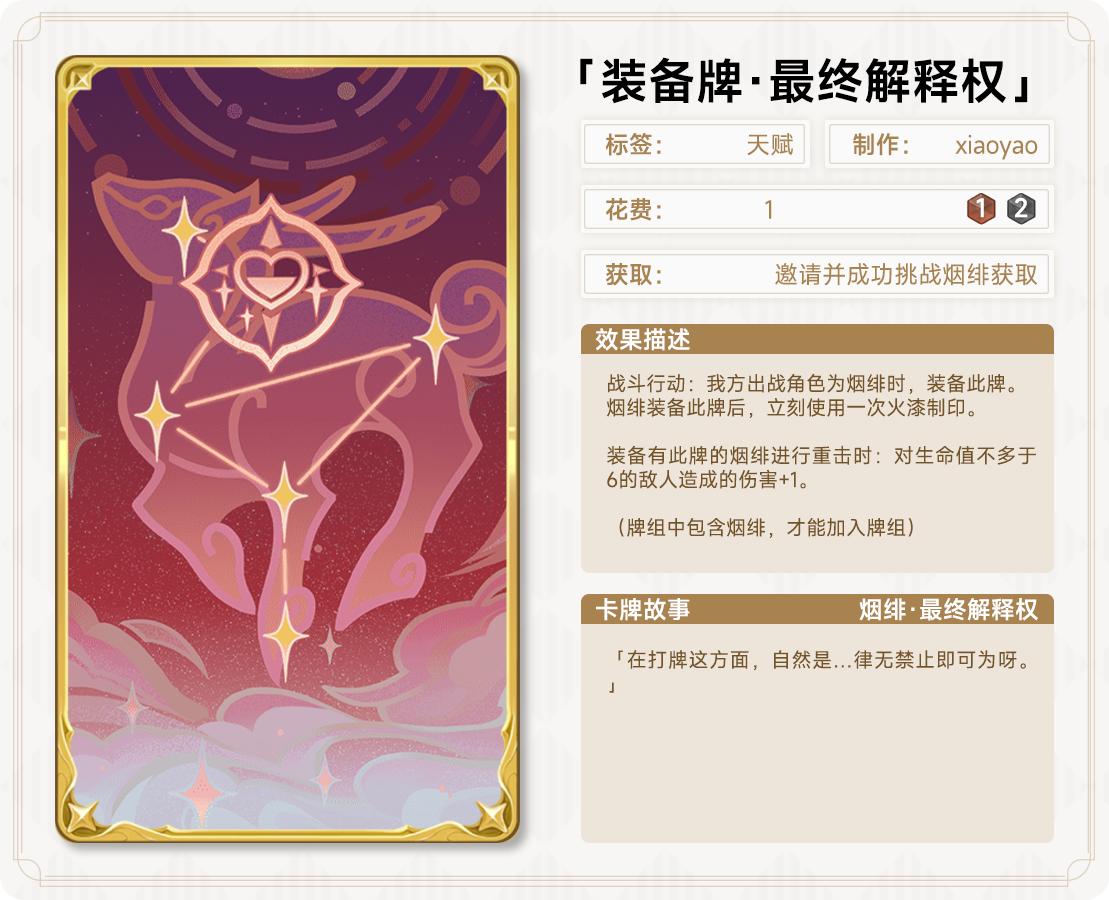 「装备牌·最终解释权」
标签： 天赋
制作： xiaoyao
花费： 1 1 2
获取： 邀请并成功挑战烟绯获取
效果描述
战斗行动：我方出战角色为烟绯时，装备此牌。
烟绯装备此牌后，立刻使用一次火漆制印。
装备有此牌的烟绯进行重击时：对生命值不多于
6的敌人造成的伤害+1。
（牌组中包含烟绯，才能加入牌组）
卡牌故事 烟绯·最终解释权
「在打牌这方面，自然是...律无禁止即可为呀。
」